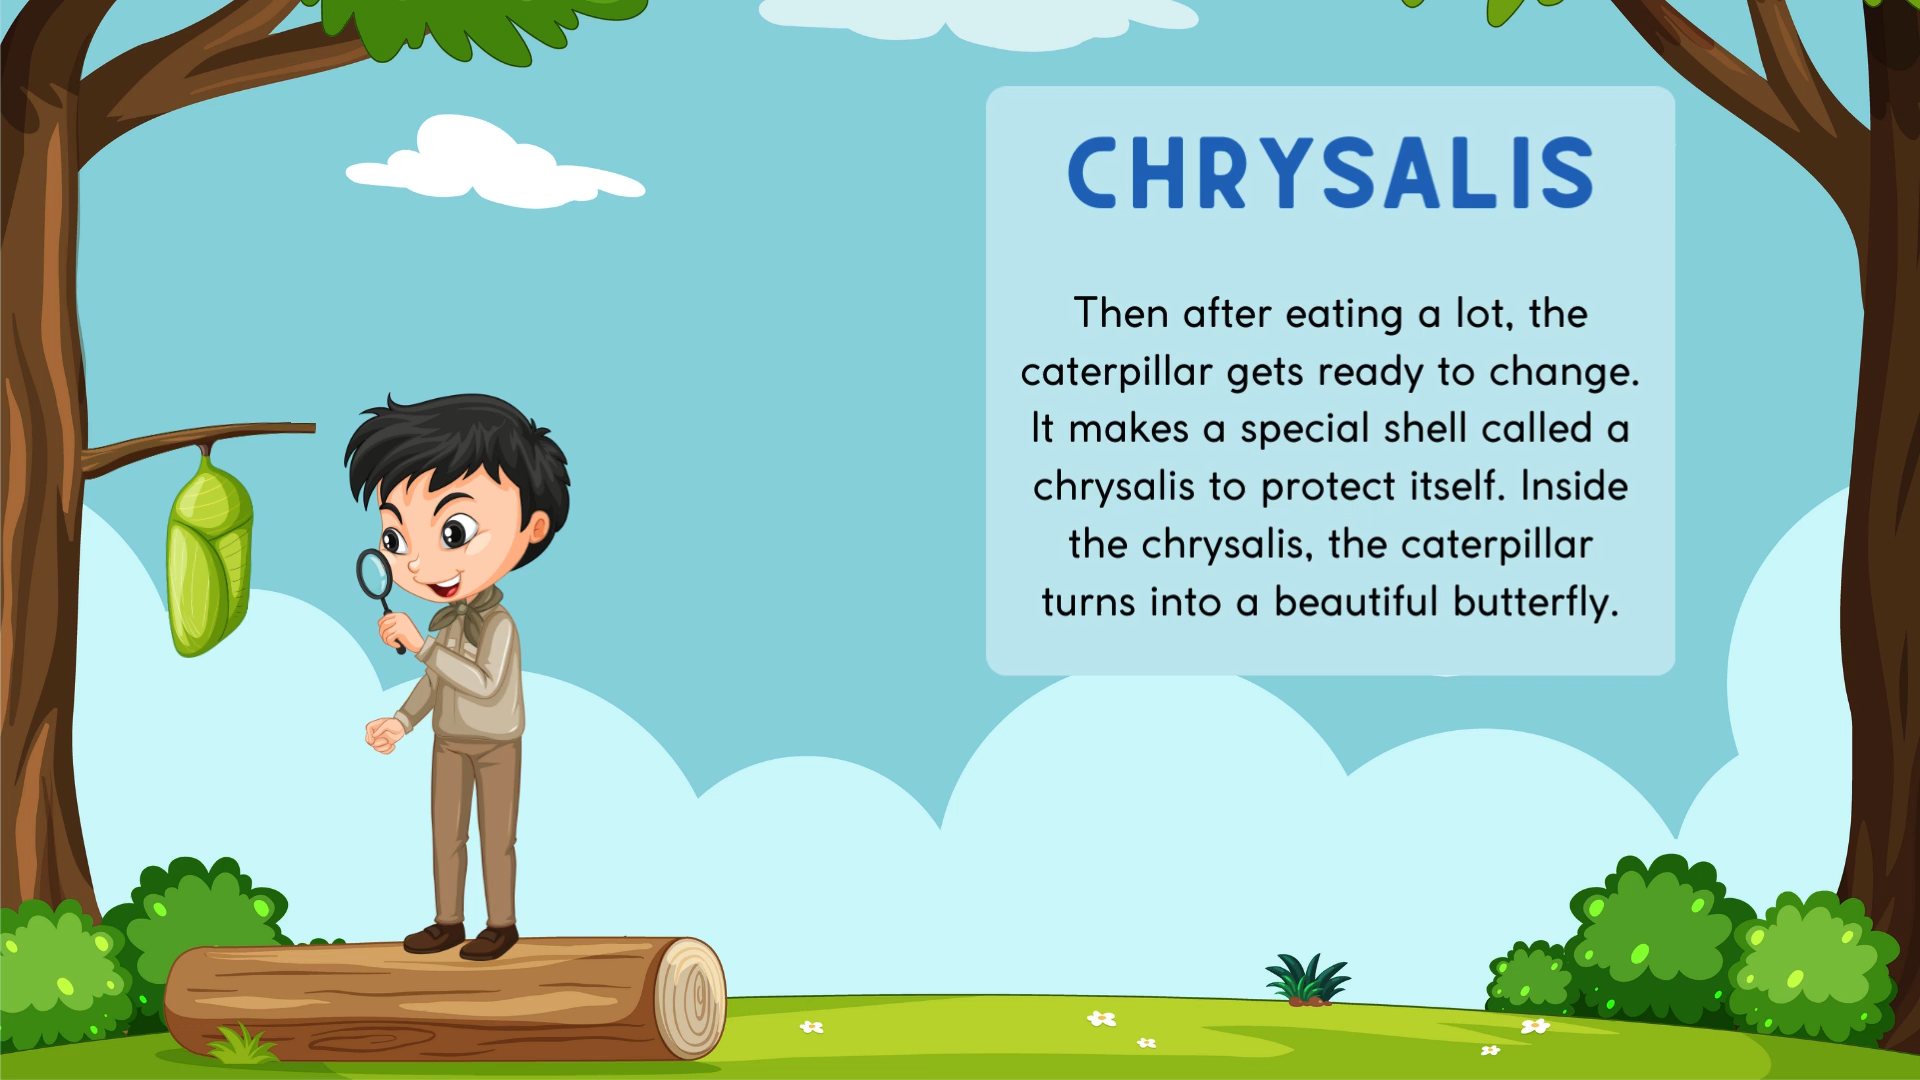 CHRYSALIS
Then after eating a lot, the
caterpillar gets ready to change.
It makes a special shell called a
chrysalis to protect itself. Inside
the chrysalis, the caterpillar
turns into a beautiful butterfly.